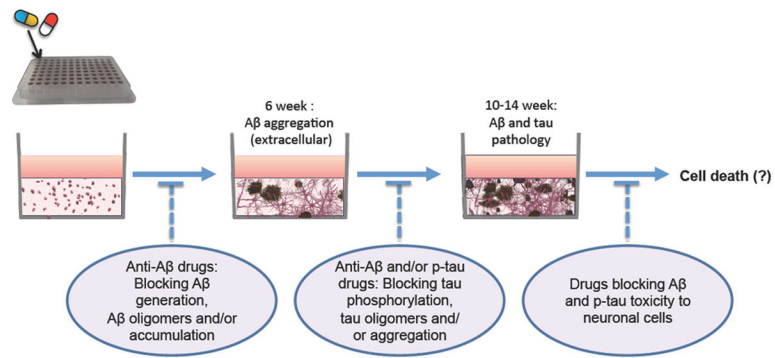 6 week :
Aβ aggregation
(extracellular)
10-14 week:
Aβ and tau
pathology
Cell death (?)
Anti-Aβ drugs:
Blocking Aβ
generation,
Aβ oligomers and/or
accumulation
Anti-Aβ and/or p-tau
drugs: Blocking tau
phosphorylation,
tau oligomers and/
or aggregation
Drugs blocking Aβ
and p-tau toxicity to
neuronal cells